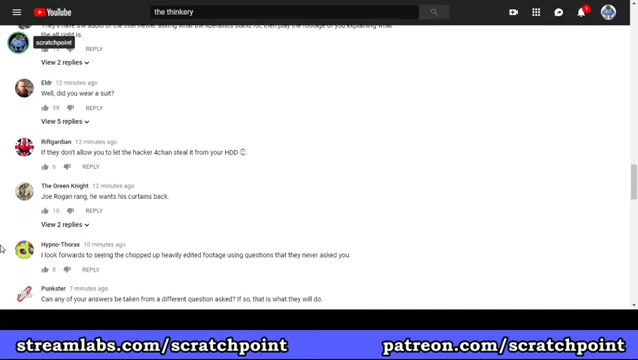 YouTube
the thinkery
1
They'll have the audio of the interviewer asking what the liberalists stand for, then play the footage of you explaining what
the alt right is.
scratchpoint
REPLY
View 2 replies
Eldr 12 minutes ago
Well, did you wear a suit?
38 REPLY
View 5 replies
Riftgardian 13 minutes ago
If they don't allow you to let the hacker 4chan steal it from your HDD
6 REPLY
The Green Knight 12 minutes ago
Joe Rogan rang, he wants his curtains back.
10 REPLY
View 2 replies
Hypno-Thorax 10 minutes ago
I look forwards to seeing the chopped up heavily edited footage using questions that they never asked you.
8 REPLY
Punkster 7 minutes ago
Can any of your answers be taken from a different question asked? If so, that is what they will do.
streamlabs.com/scratchpoint patreon.com/scratchpoint